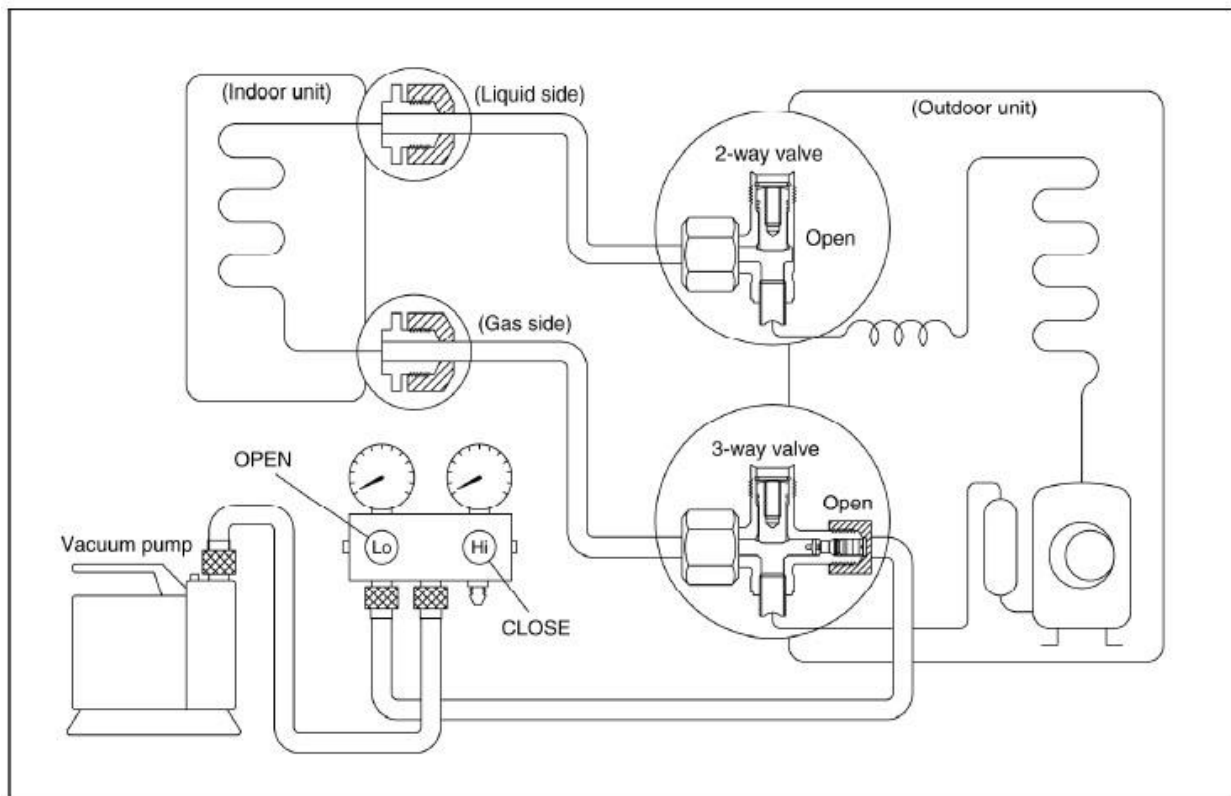 (Indoor unit)
(Liquid side)
(Outdoor unit)
2-way valve
Open
(Gas side)
3-way valve
Open
OPEN
Lo
Hi
Vacuum pump
CLOSE